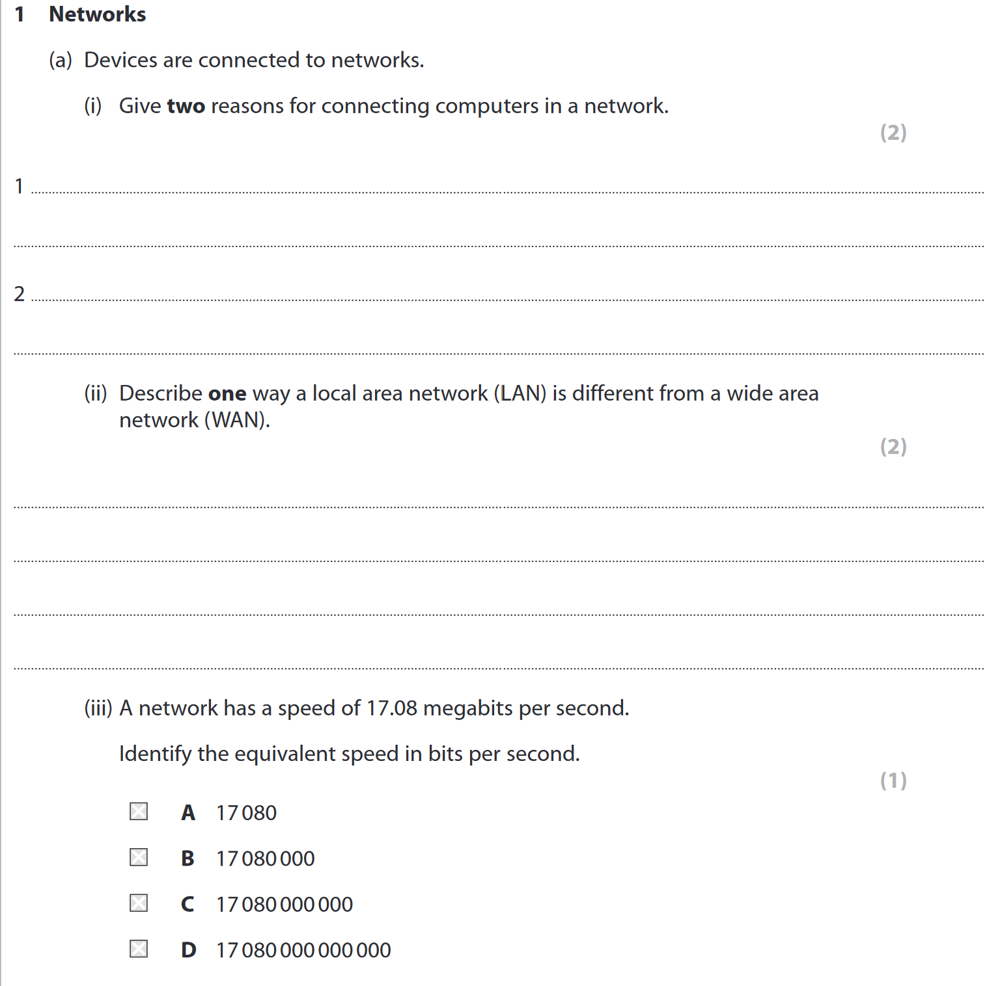 1 Networks
(a) Devices are connected to networks.
(i) Give two reasons for connecting computers in a network.
(2)
1
2
(ii) Describe one way a local area network (LAN) is different from a wide area
network (WAN).
(2)
(iii) A network has a speed of 17.08 megabits per second.
Identify the equivalent speed in bits per second.
(1)
A 17 080
B 17 080 000
C 17 080 000 000
D 17 080 000 000 000